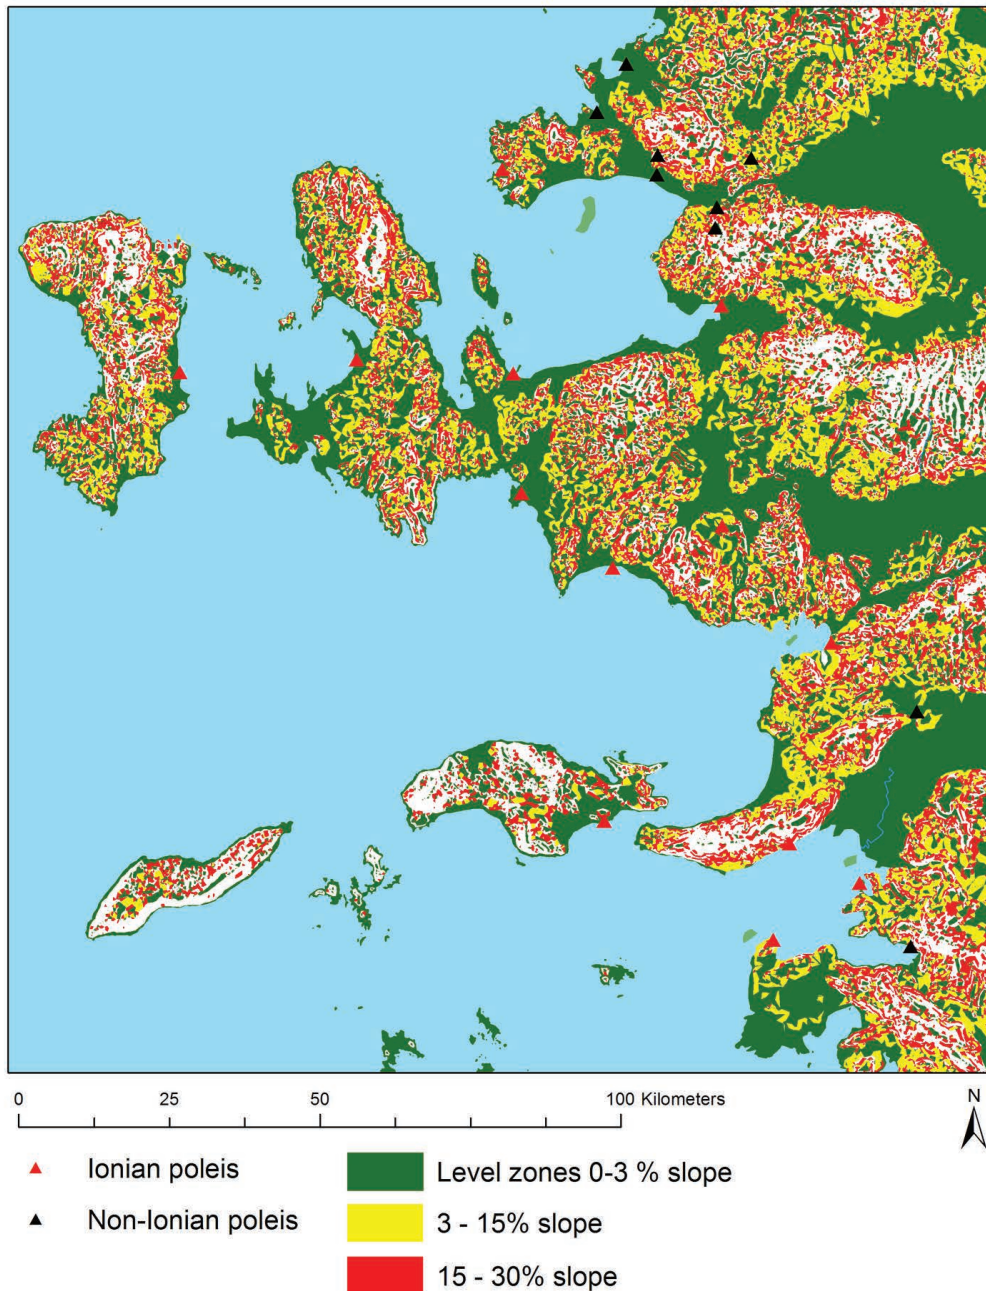 0 25 50 100 Kilometers
N
Ionian poleis
Level zones 0-3 % slope
Non-Ionian poleis
3 - 15% slope
15 - 30% slope